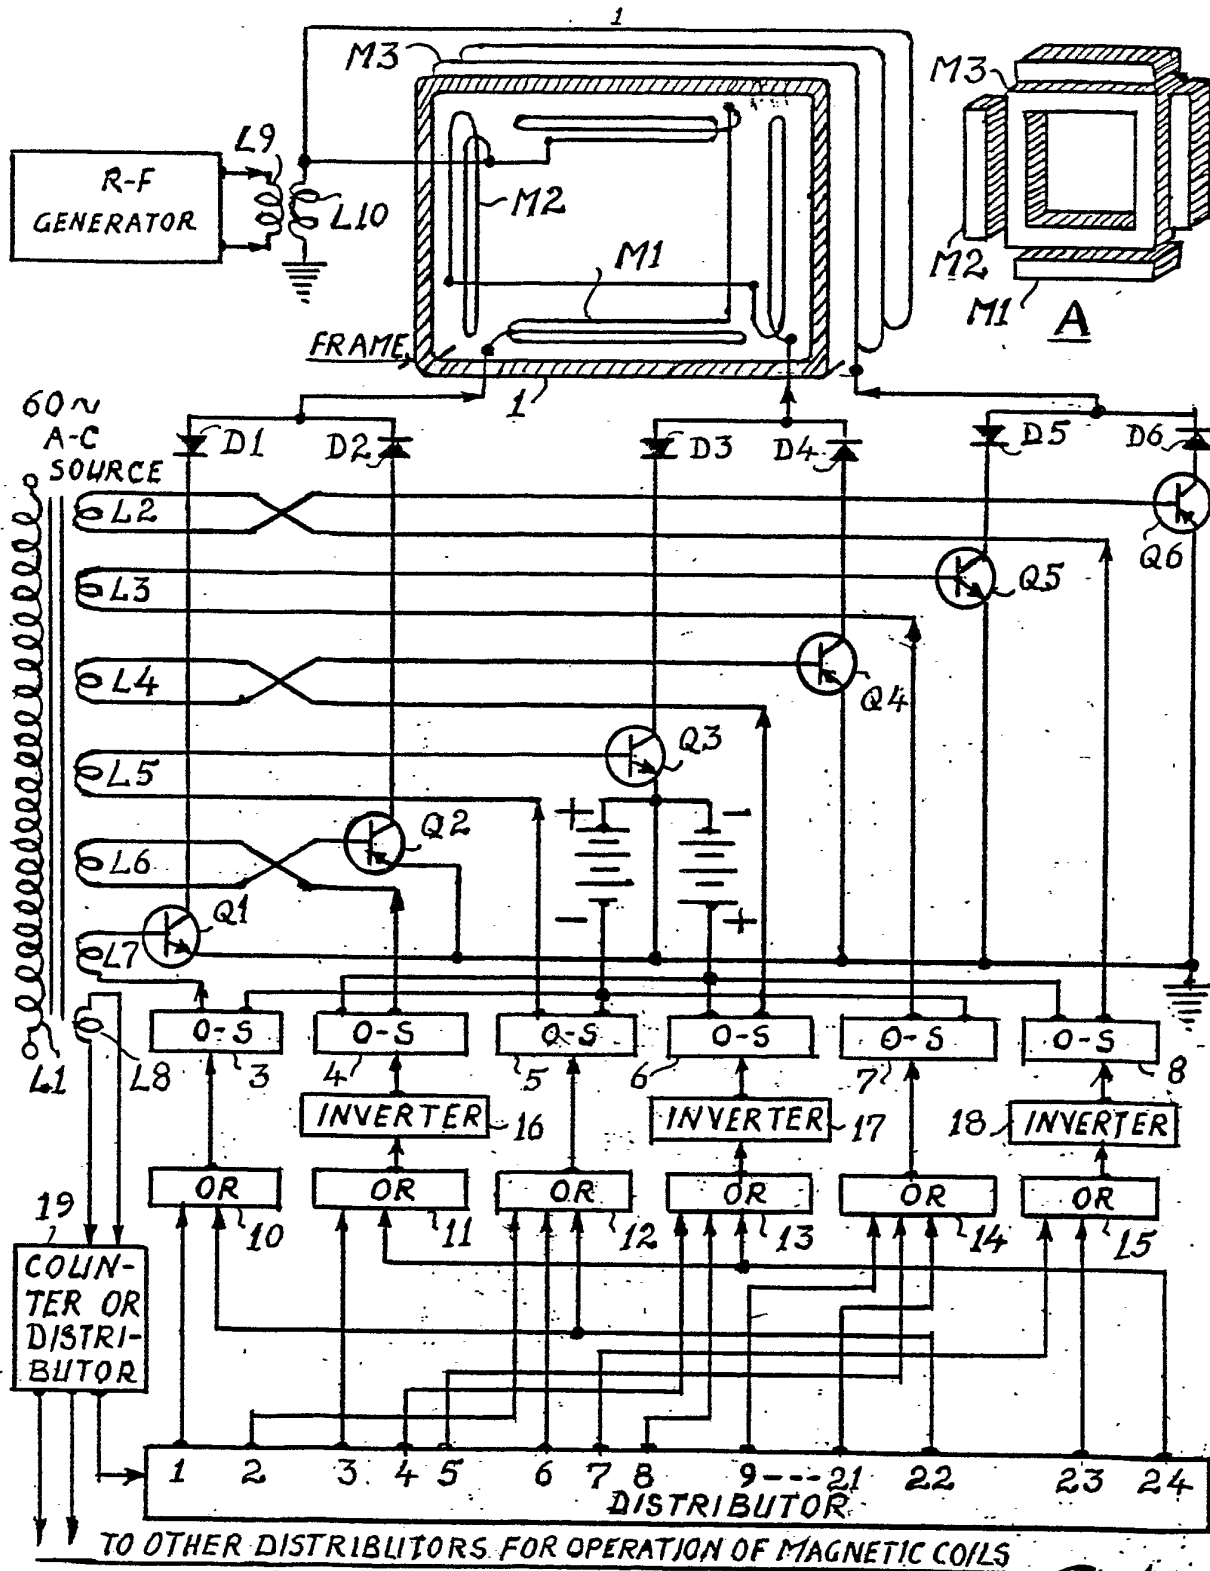 1
M3
M3
L9
R-F
GENERATOR
L10
M2
M1
M2
M1
A
FRAME
1
60~
A-C
SOURCE
D1
D2
D3
D4
D5
D6
L2
Q6
L3
Q5
L4
Q4
L5
Q3
+
-
L6
Q2
-
+
L7
Q1
O-S
O-S
O-S
O-S
O-S
O-S
L1
L8
3
4
5
6
7
8
INVERTER
16
INVERTER
17
18
INVERTER
OR
OR
OR
OR
OR
OR
19
10
11
12
13
14
15
COUN-
TER OR
DISTRI-
BUTOR
1 2 3 4 5 6 7 8 9---21 22 23 24
DISTRIBUTOR
TO OTHER DISTRIBUTORS FOR OPERATION OF MAGNETIC COILS